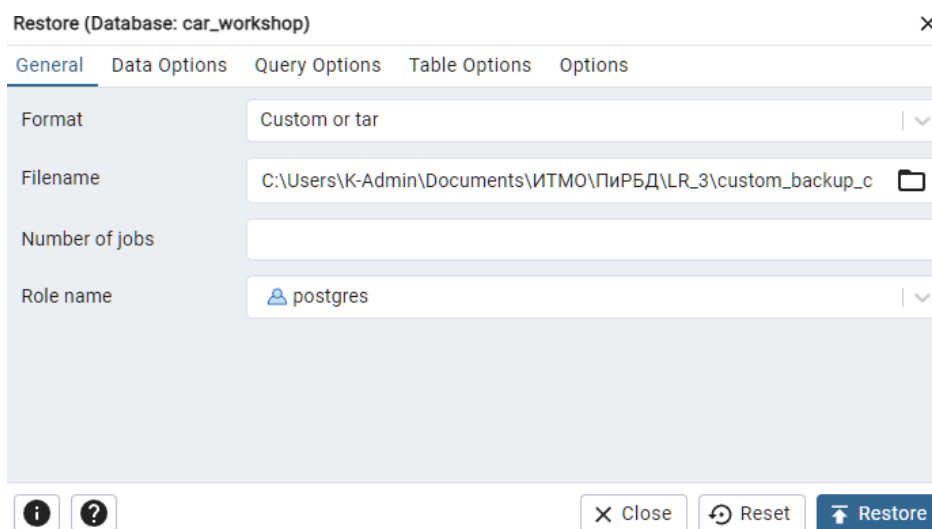 Restore (Database: car_workshop)
General Data Options Query Options Table Options Options
Format Custom or tar
Filename C:\Users\K-Admin\Documents\ИТМО\ПиРБД\LR_3\custom_backup_c
Number of jobs
Role name postgres
Close Reset Restore